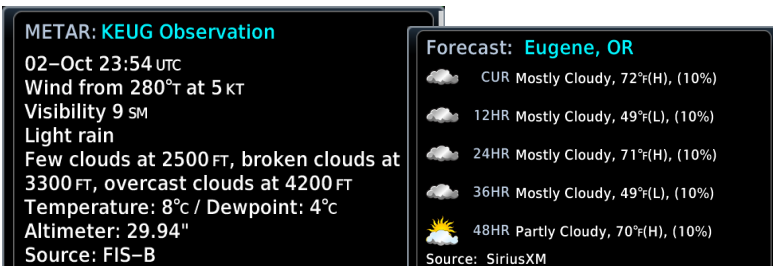 METAR: KEUG Observation
02–Oct 23:54 UTC
Wind from 280°T at 5 KT
Visibility 9 SM
Light rain
Few clouds at 2500 FT, broken clouds at
3300 FT, overcast clouds at 4200 FT
Temperature: 8°C / Dewpoint: 4°C
Altimeter: 29.94"
Source: FIS–B
Forecast: Eugene, OR
CUR Mostly Cloudy, 72°F(H), (10%)
12HR Mostly Cloudy, 49°F(L), (10%)
24HR Mostly Cloudy, 71°F(H), (10%)
36HR Mostly Cloudy, 49°F(L), (10%)
48HR Partly Cloudy, 70°F(H), (10%)
Source: SiriusXM